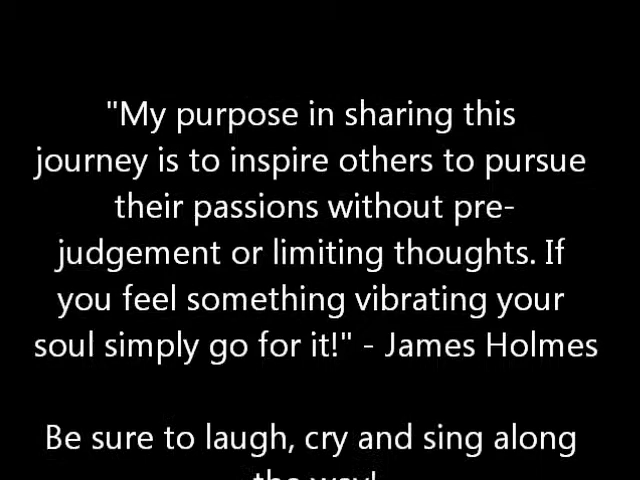 "My purpose in sharing this
journey is to inspire others to pursue
their passions without pre-
judgement or limiting thoughts. If
you feel something vibrating your
soul simply go for it!" - James Holmes
Be sure to laugh, cry and sing along
the way!